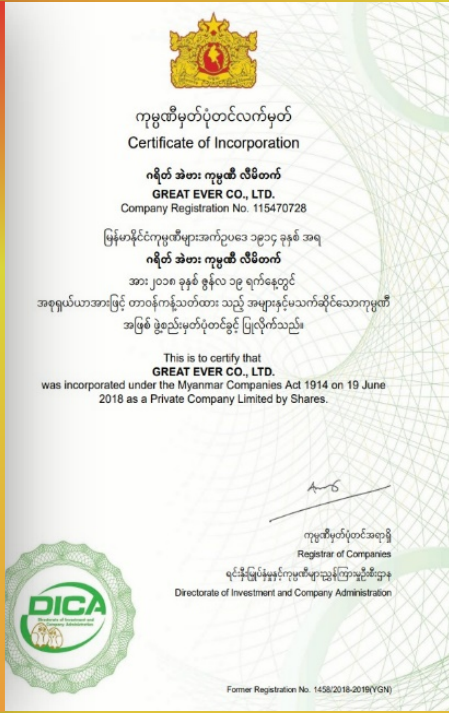 ကုမ္ပဏီမှတ်ပုံတင်လက်မှတ်
Certificate of Incorporation
ဂရိတ် အဲဗား ကုမ္ပဏီ လီမိတက်
GREAT EVER CO., LTD.
Company Registration No. 115470728
မြန်မာနိုင်ငံကုမ္ပဏီများအက်ဥပဒေ ၁၉၁၄ ခုနှစ် အရ
ဂရိတ် အဲဗား ကုမ္ပဏီ လီမိတက်
အား ၂၀၁၈ ခုနှစ် ဇွန်လ ၁၉ ရက်နေ့တွင်
အစုရှယ်ယာအားဖြင့် တာဝန်ကန့်သတ်ထား သည့် အများနှင့်မသက်ဆိုင်သောကုမ္ပဏီ
အဖြစ် ဖွဲ့စည်းမှတ်ပုံတင်ခွင့် ပြုလိုက်သည်။
This is to certify that
GREAT EVER CO., LTD.
was incorporated under the Myanmar Companies Act 1914 on 19 June
2018 as a Private Company Limited by Shares.
ကုမ္ပဏီမှတ်ပုံတင်အရာရှိ
Registrar of Companies
ရင်းနှီးမြှုပ်နှံမှုနှင့်ကုမ္ပဏီများညွှန်ကြားမှုဦးစီးဌာန
Directorate of Investment and Company Administration
DICA
Directorate of Investment and
Company Administration
Former Registration No. 1458/2018-2019(YGN)